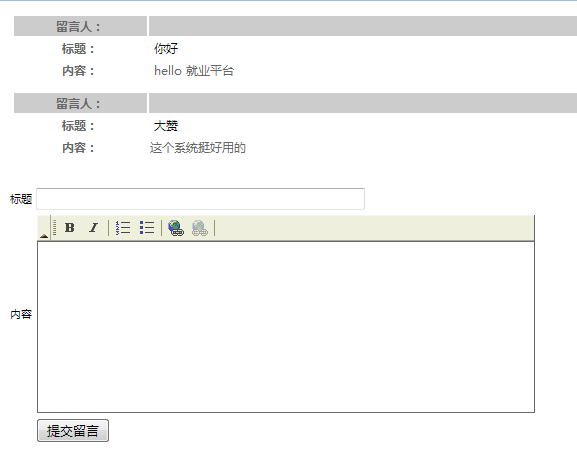 留言人：
标题： 你好
内容： hello 就业平台
留言人：
标题： 大赞
内容： 这个系统挺好用的
标题
B I
内容
提交留言